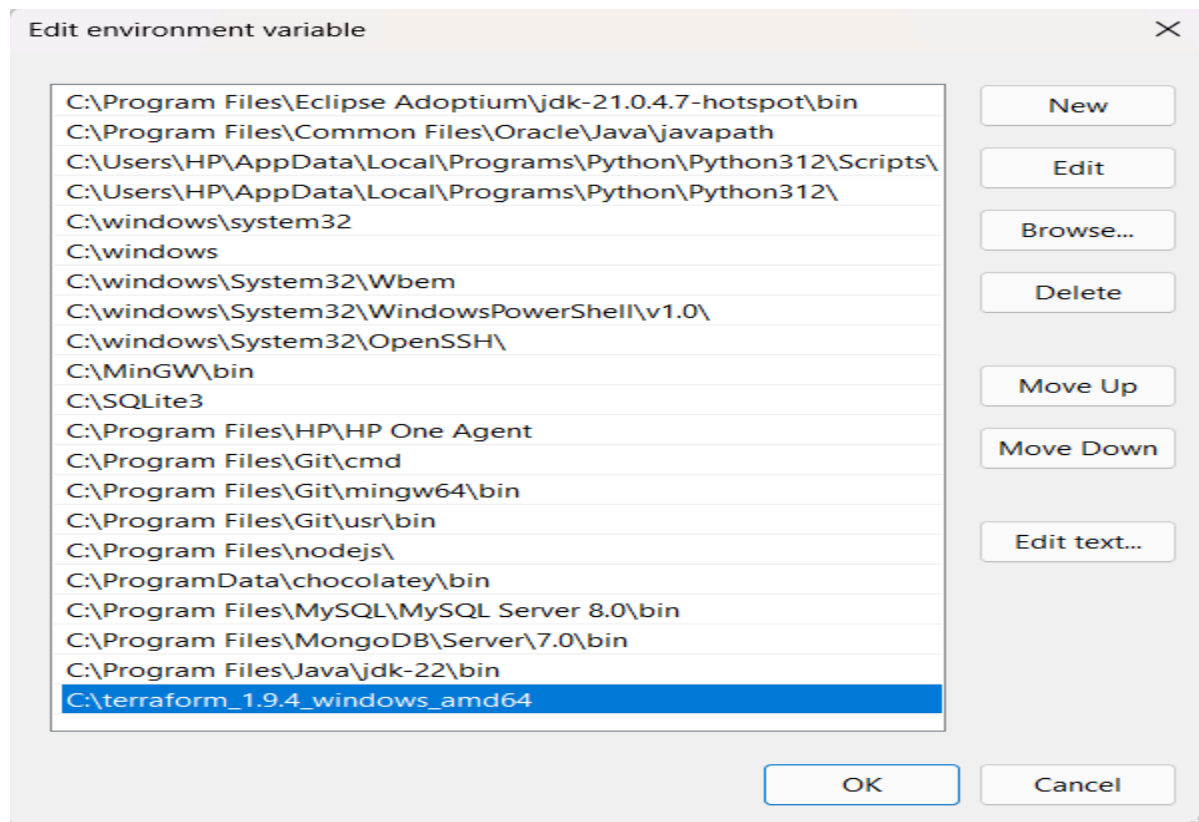 Edit environment variable
C:\Program Files\Eclipse Adoptium\jdk-21.0.4.7-hotspot\bin
C:\Program Files\Common Files\Oracle\Java\javapath
C:\Users\HP\AppData\Local\Programs\Python\Python312\Scripts\
C:\Users\HP\AppData\Local\Programs\Python\Python312\
C:\windows\system32
C:\windows
C:\windows\System32\Wbem
C:\windows\System32\WindowsPowerShell\v1.0\
C:\windows\System32\OpenSSH\
C:\MinGW\bin
C:\SQLite3
C:\Program Files\HP\HP One Agent
C:\Program Files\Git\cmd
C:\Program Files\Git\mingw64\bin
C:\Program Files\Git\usr\bin
C:\Program Files\nodejs\
C:\ProgramData\chocolatey\bin
C:\Program Files\MySQL\MySQL Server 8.0\bin
C:\Program Files\MongoDB\Server\7.0\bin
C:\Program Files\Java\jdk-22\bin
C:\terraform_1.9.4_windows_amd64
New
Edit
Browse...
Delete
Move Up
Move Down
Edit text...
OK
Cancel